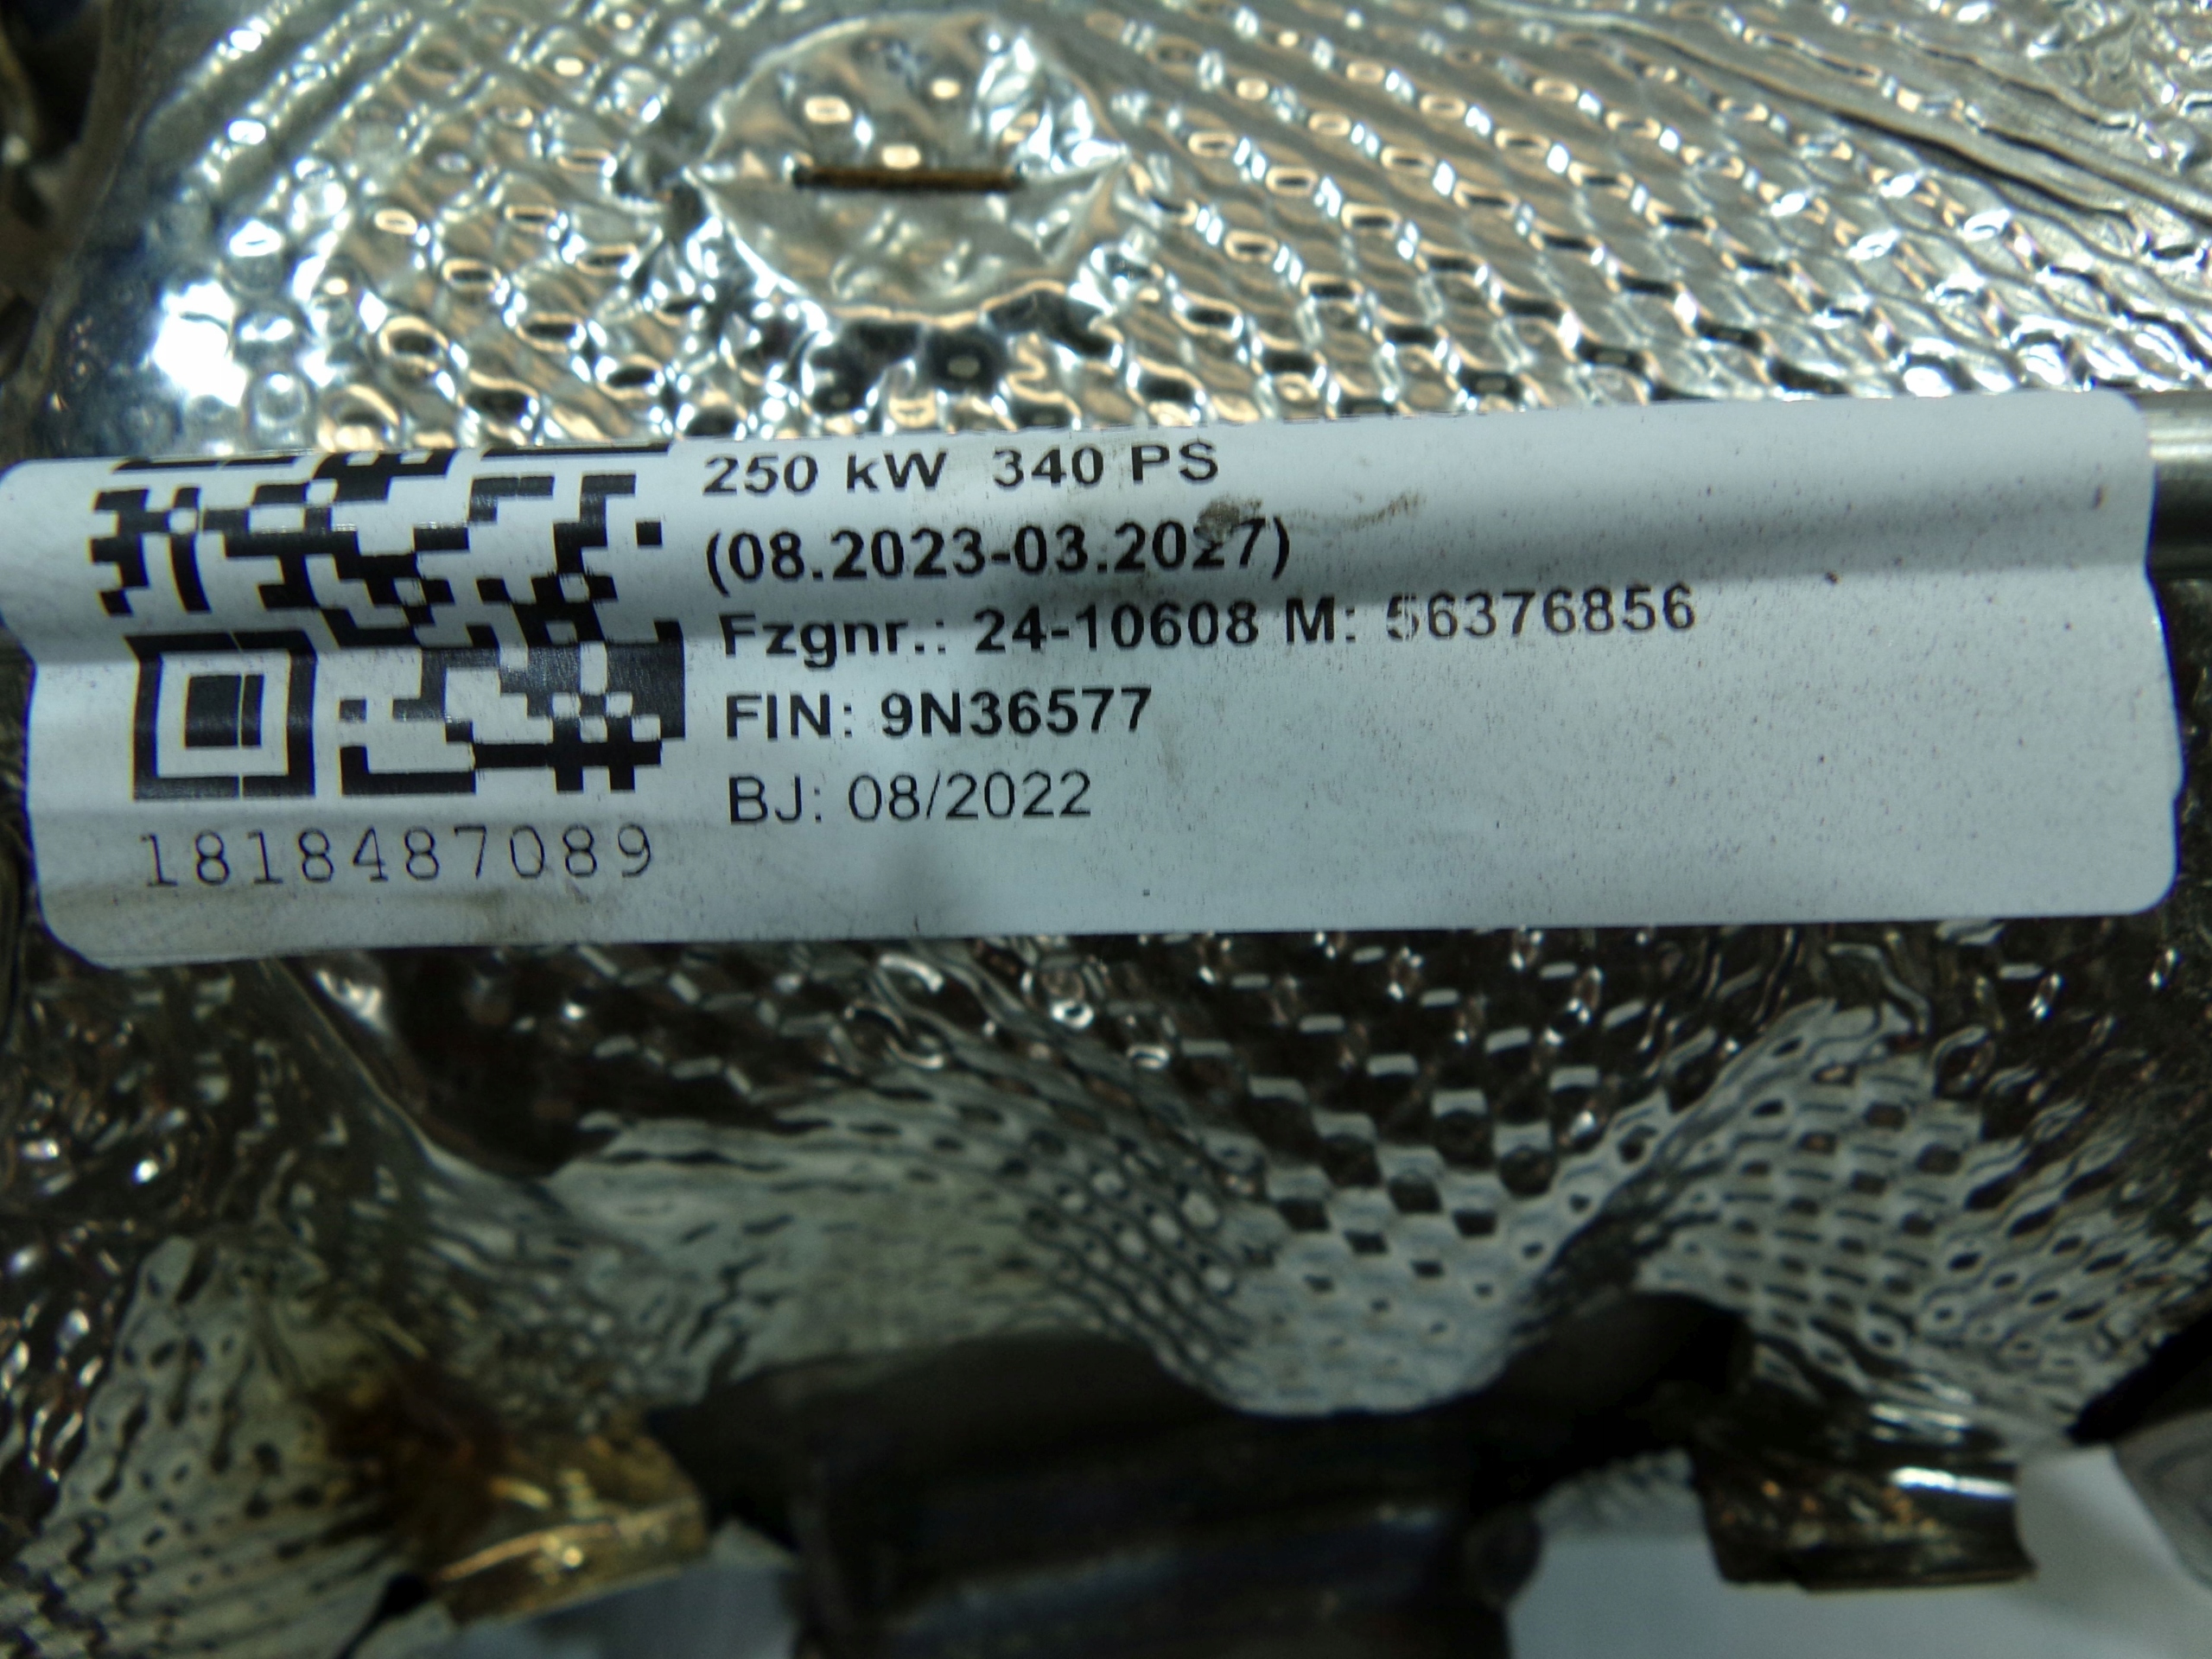 250 kW 340 PS
(08.2023-03.2027)
Fzgnr.: 24-10608 M: 56376856
FIN: 9N36577
BJ: 08/2022
1818487089